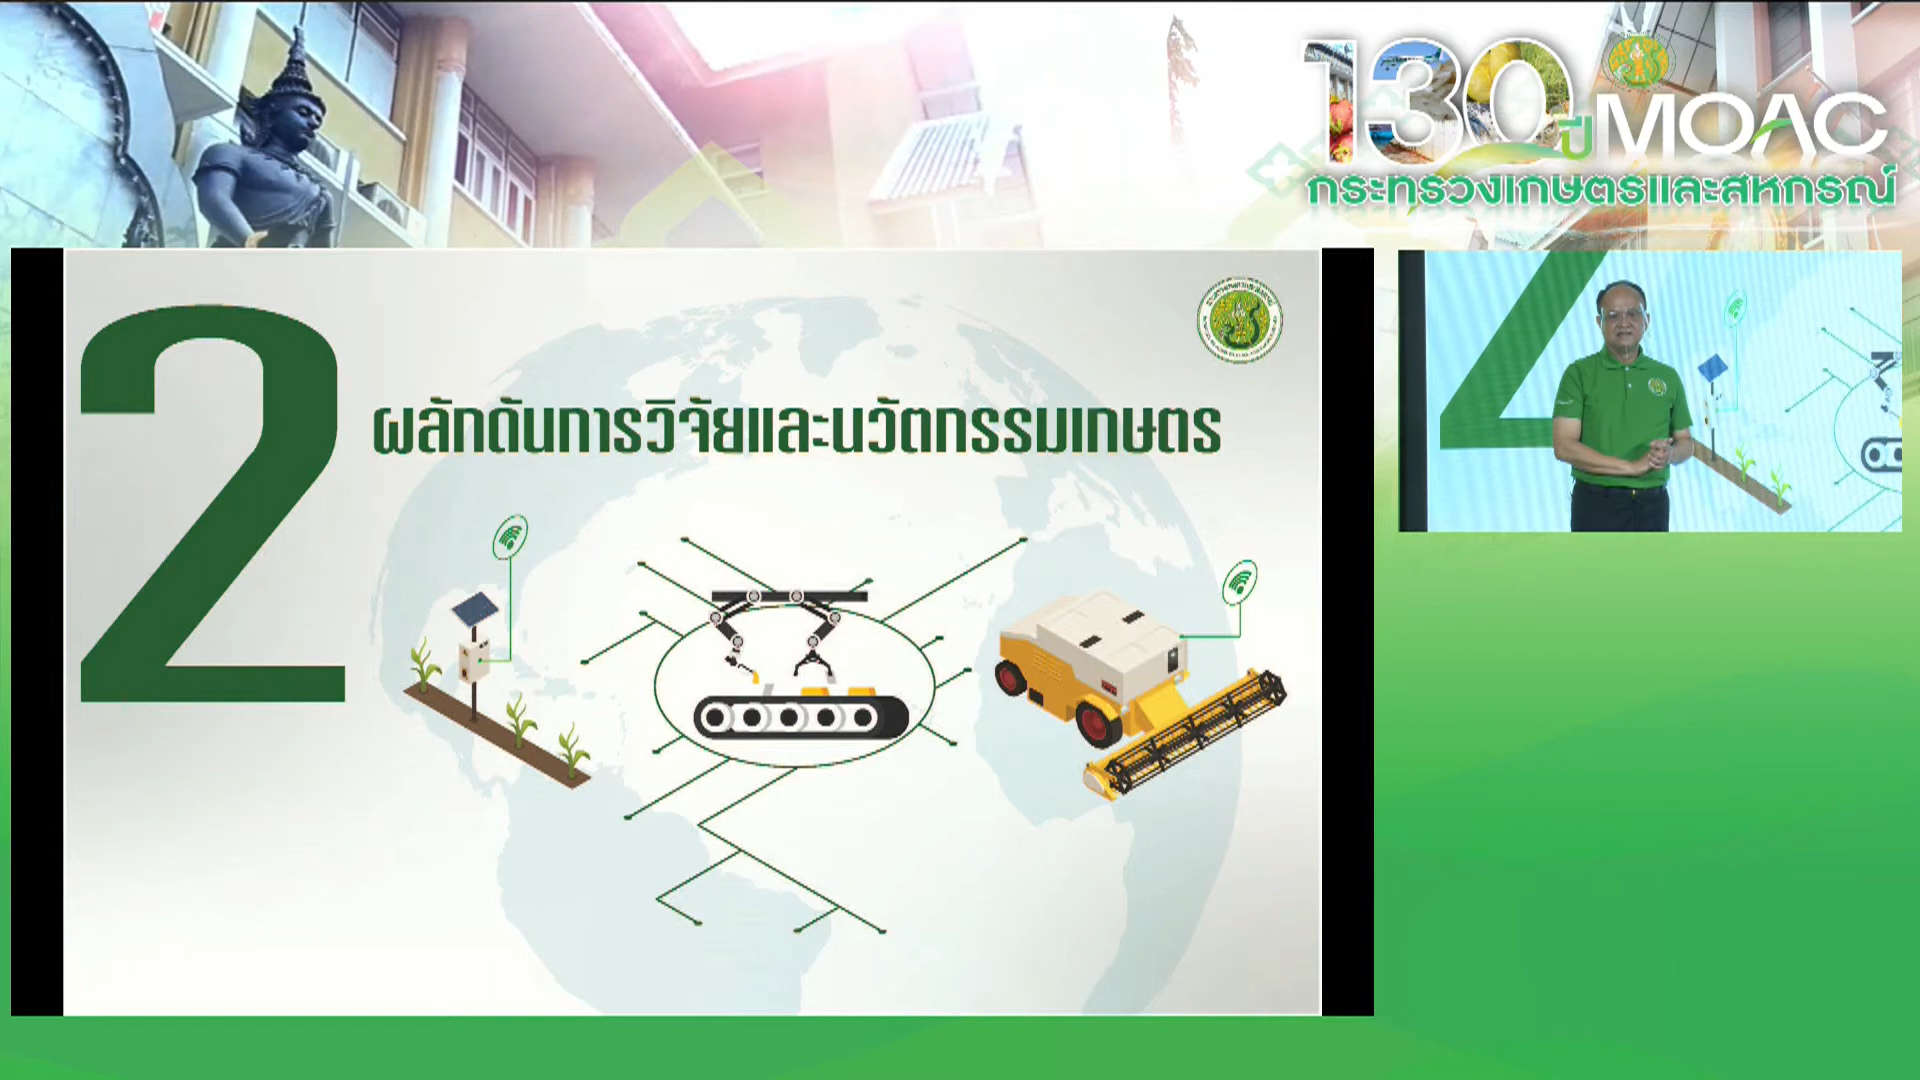 130 ปี MOAC
กระทรวงเกษตรและสหกรณ์
2
ผลักดันการวิจัยและนวัตกรรมเกษตร
2